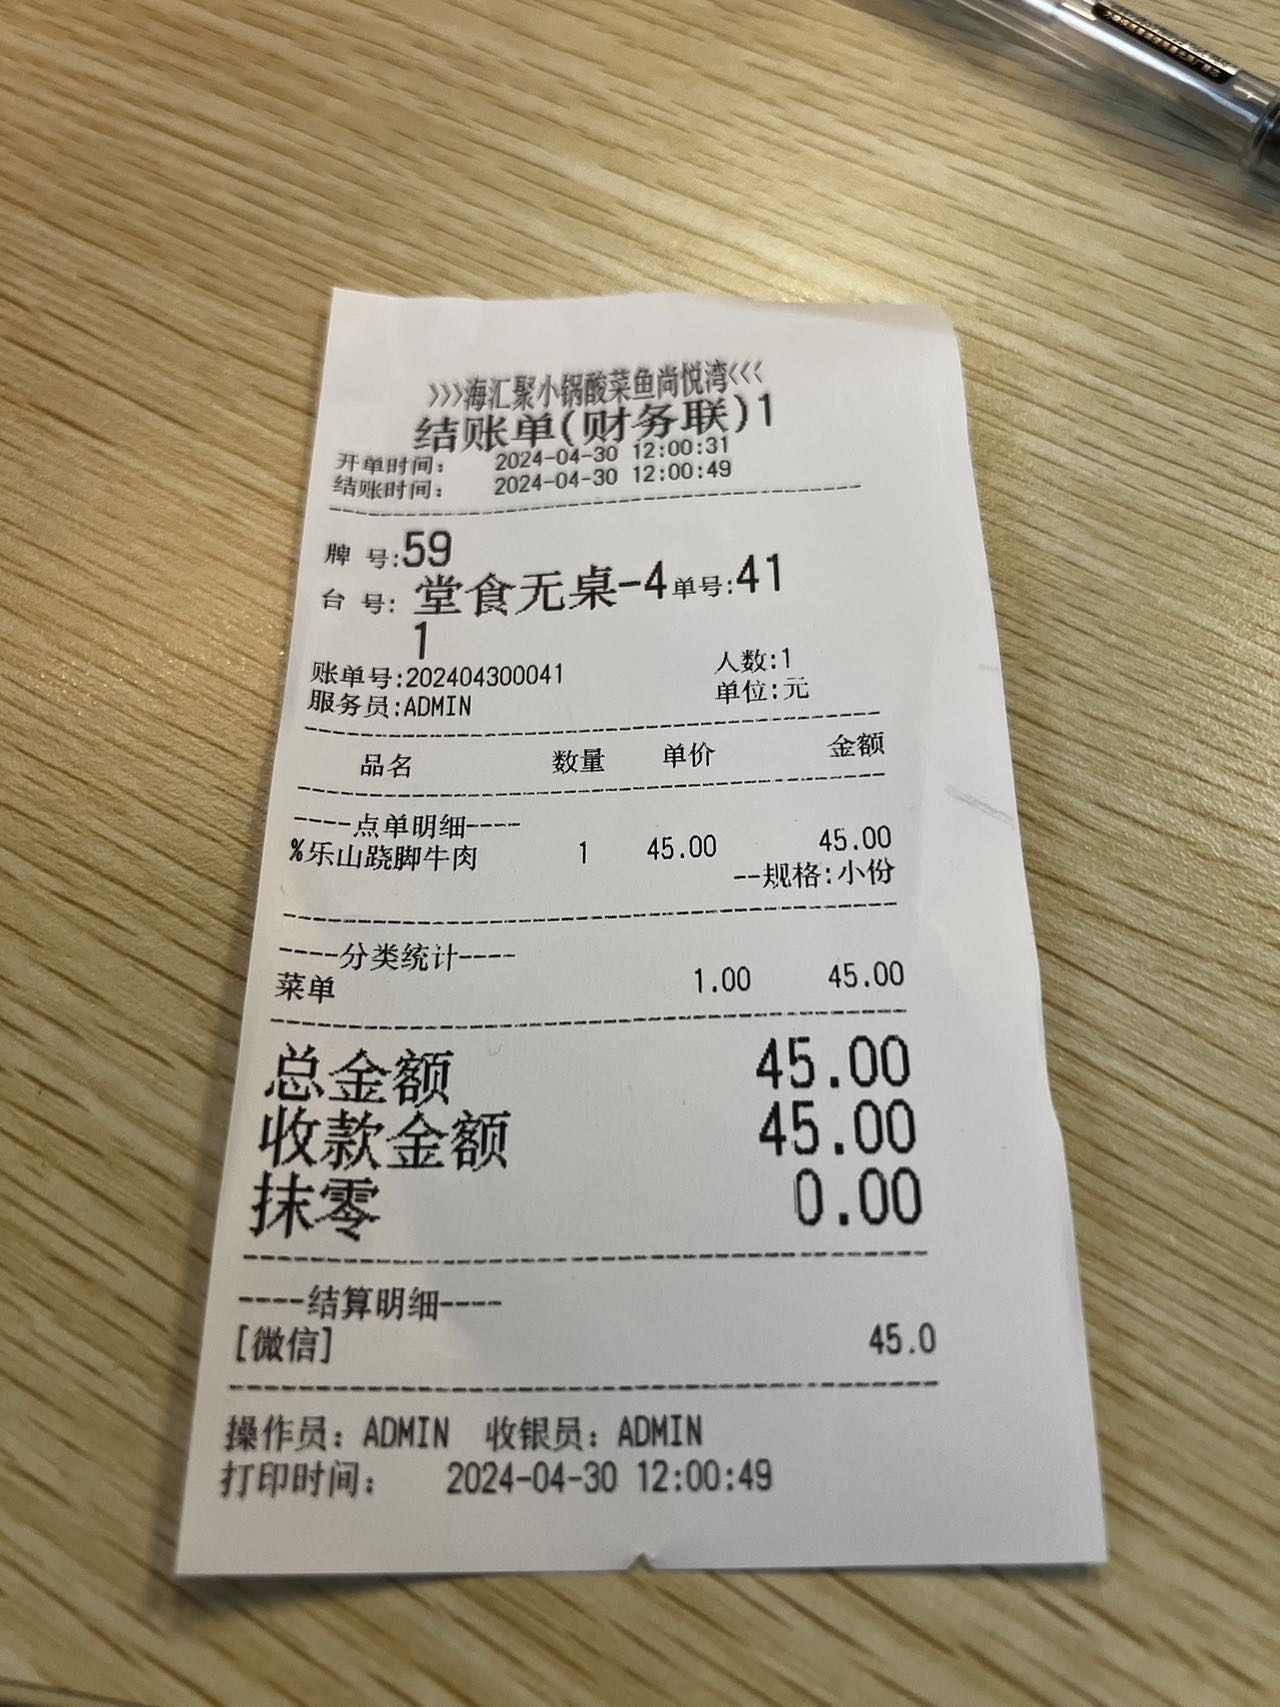 >>>海汇聚小锅酸菜鱼尚悦湾<<<
结账单(财务联)1
开单时间: 2024-04-30 12:00:31
结账时间: 2024-04-30 12:00:49
牌 号:59
台 号: 堂食无桌-4 单号:41
1
账单号:202404300041 人数:1
服务员:ADMIN 单位:元
品名 数量 单价 金额
----点单明细----
%乐山跷脚牛肉 1 45.00 45.00
--规格:小份
----分类统计----
菜单 1.00 45.00
总金额 45.00
收款金额 45.00
抹零 0.00
----结算明细----
[微信] 45.0
操作员: ADMIN 收银员: ADMIN
打印时间: 2024-04-30 12:00:49